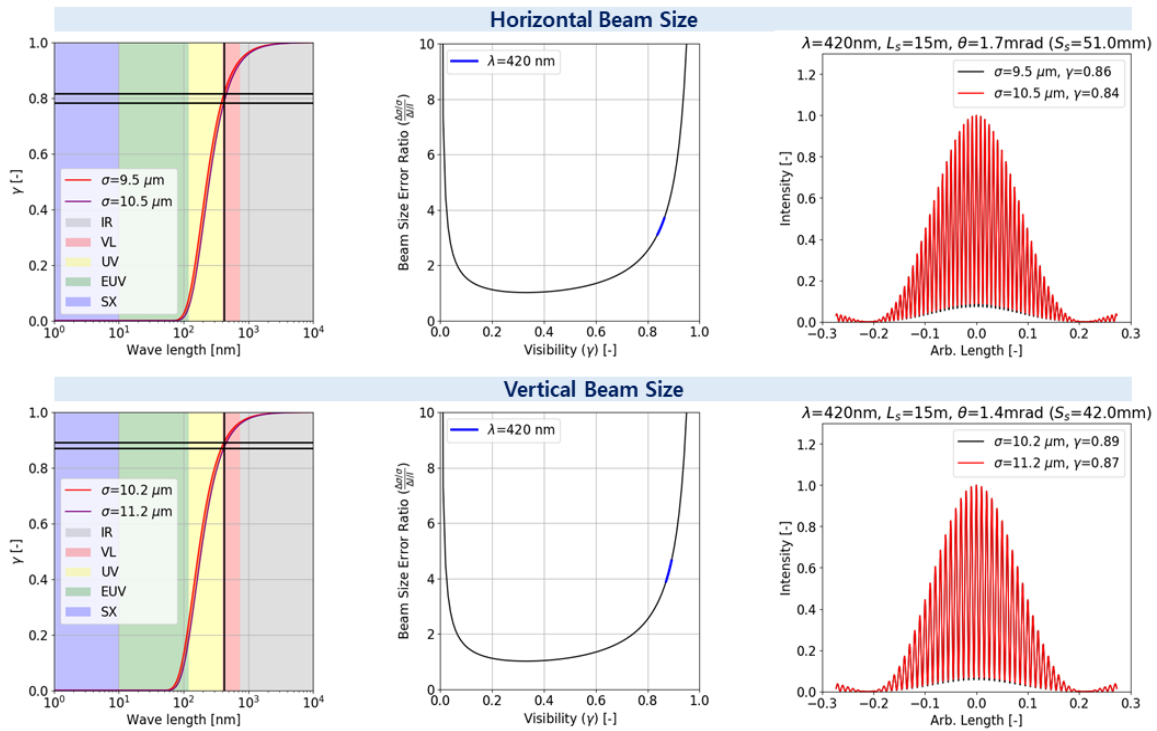 Horizontal Beam Size
1.0
0.8
0.6
0.4
0.2
0.0
γ [-]
σ=9.5 μm
σ=10.5 μm
IR
VL
UV
EUV
SX
10⁰ 10¹ 10² 10³ 10⁴
Wave length [nm]
10
8
6
4
2
0
Beam Size Error Ratio (Δσ/σ / ΔI/I)
λ=420 nm
0.0 0.2 0.4 0.6 0.8 1.0
Visibility (γ) [-]
λ=420nm, Lₛ=15m, θ=1.7mrad (Sₛ=51.0mm)
σ=9.5 μm, γ=0.86
σ=10.5 μm, γ=0.84
1.2
1.0
0.8
0.6
0.4
0.2
0.0
Intensity [-]
−0.3 −0.2 −0.1 0.0 0.1 0.2 0.3
Arb. Length [-]
Vertical Beam Size
1.0
0.8
0.6
0.4
0.2
0.0
γ [-]
σ=10.2 μm
σ=11.2 μm
IR
VL
UV
EUV
SX
10⁰ 10¹ 10² 10³ 10⁴
Wave length [nm]
10
8
6
4
2
0
Beam Size Error Ratio (Δσ/σ / ΔI/I)
λ=420 nm
0.0 0.2 0.4 0.6 0.8 1.0
Visibility (γ) [-]
λ=420nm, Lₛ=15m, θ=1.4mrad (Sₛ=42.0mm)
σ=10.2 μm, γ=0.89
σ=11.2 μm, γ=0.87
1.2
1.0
0.8
0.6
0.4
0.2
0.0
Intensity [-]
−0.3 −0.2 −0.1 0.0 0.1 0.2 0.3
Arb. Length [-]